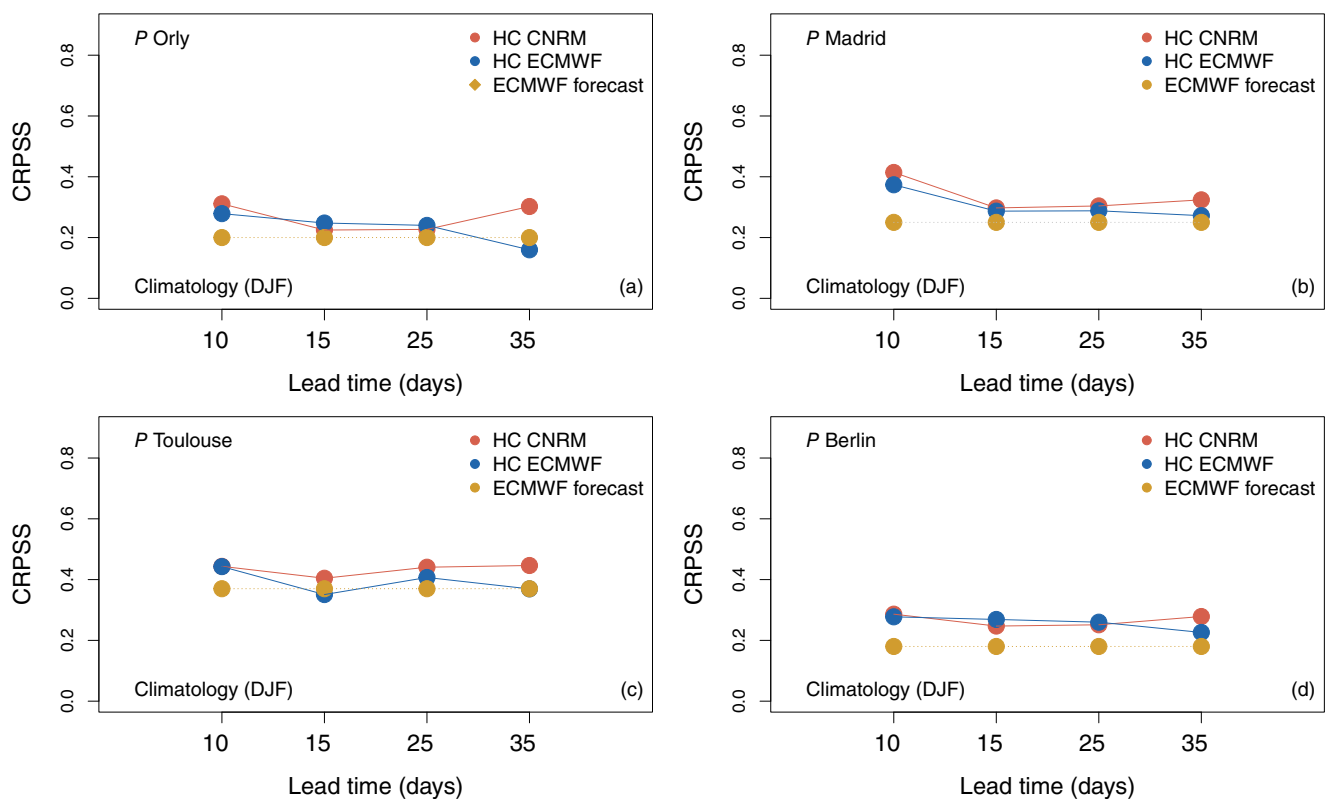 P Orly
HC CNRM
HC ECMWF
ECMWF forecast
CRPSS
0.8
0.6
0.4
0.2
0.0
Climatology (DJF)
(a)
10 15 25 35
Lead time (days)
P Madrid
HC CNRM
HC ECMWF
ECMWF forecast
CRPSS
0.8
0.6
0.4
0.2
0.0
Climatology (DJF)
(b)
10 15 25 35
Lead time (days)
P Toulouse
HC CNRM
HC ECMWF
ECMWF forecast
CRPSS
0.8
0.6
0.4
0.2
0.0
Climatology (DJF)
(c)
10 15 25 35
Lead time (days)
P Berlin
HC CNRM
HC ECMWF
ECMWF forecast
CRPSS
0.8
0.6
0.4
0.2
0.0
Climatology (DJF)
(d)
10 15 25 35
Lead time (days)